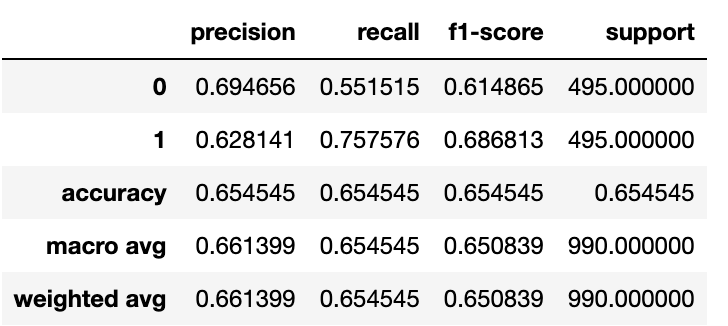 precision recall f1-score support
0 0.694656 0.551515 0.614865 495.000000
1 0.628141 0.757576 0.686813 495.000000
accuracy 0.654545 0.654545 0.654545 0.654545
macro avg 0.661399 0.654545 0.650839 990.000000
weighted avg 0.661399 0.654545 0.650839 990.000000